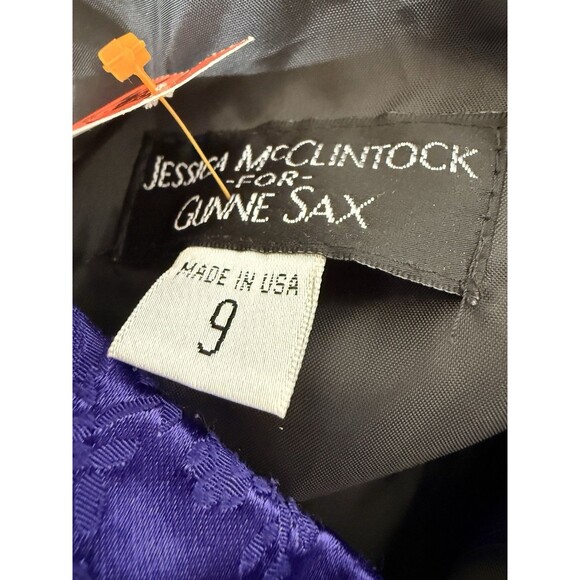 JESSICA MCCLINTOCK
-FOR-
GUNNE SAX
MADE IN USA
9